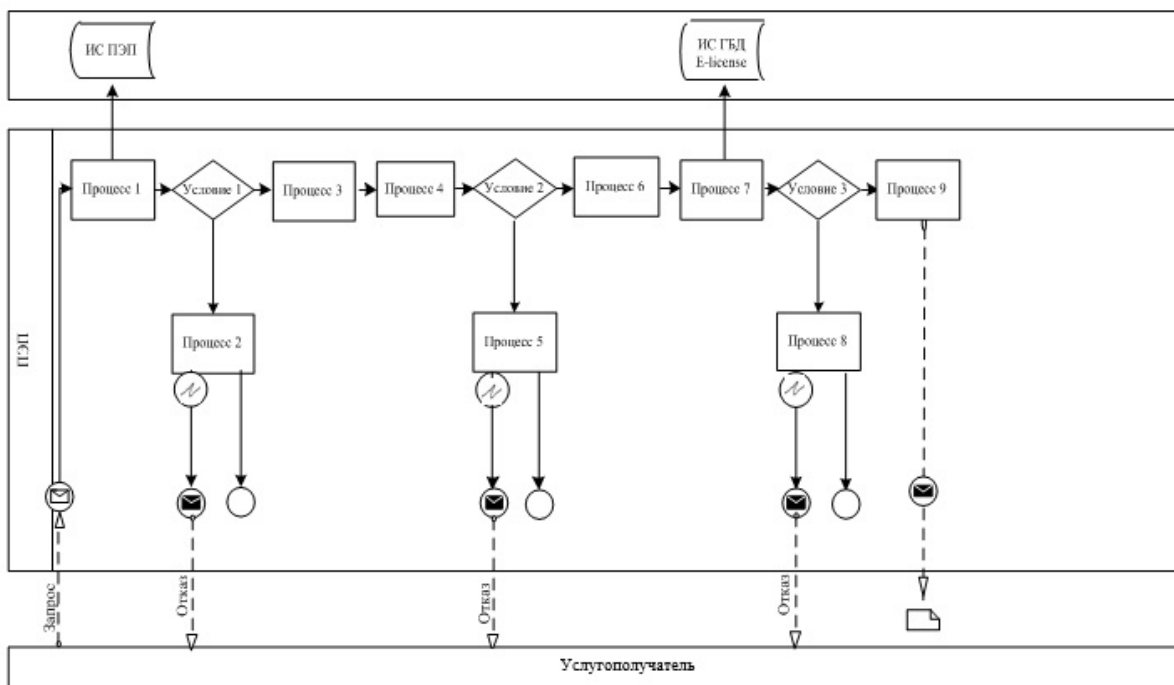 ИС ПЭП
ИС ГБД
E-license
Процесс 1
Условие 1
Процесс 3
Процесс 4
Условие 2
Процесс 6
Процесс 7
Условие 3
Процесс 9
Процесс 2
Процесс 5
Процесс 8
ПЭП
Запрос
Отказ
Отказ
Отказ
Услугополучатель